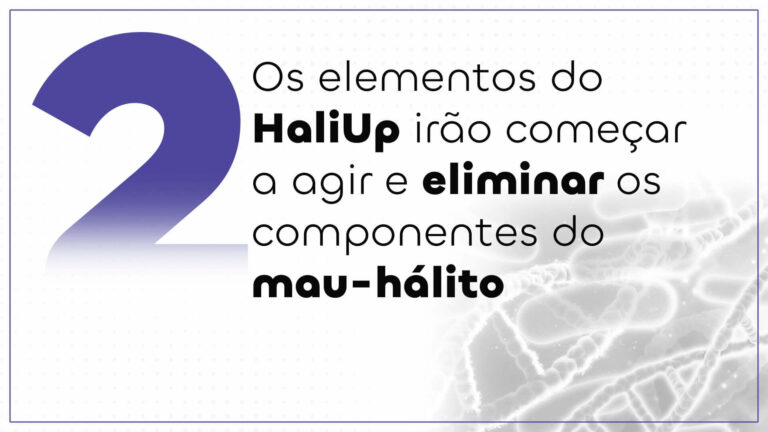 2
Os elementos do
HaliUp irão começar
a agir e eliminar os
componentes do
mau-hálito